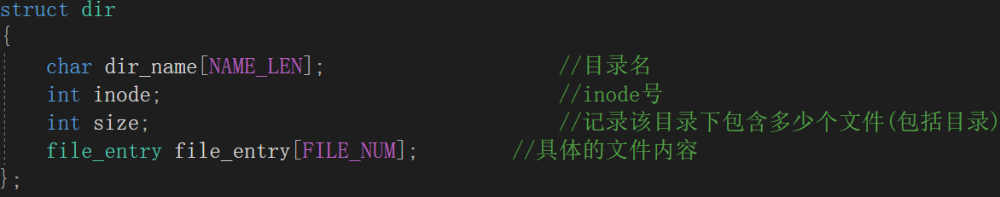 struct dir
{
    char dir_name[NAME_LEN];                    //目录名
    int inode;                                  //inode号
    int size;                                   //记录该目录下包含多少个文件(包括目录)
    file_entry file_entry[FILE_NUM];        //具体的文件内容
};